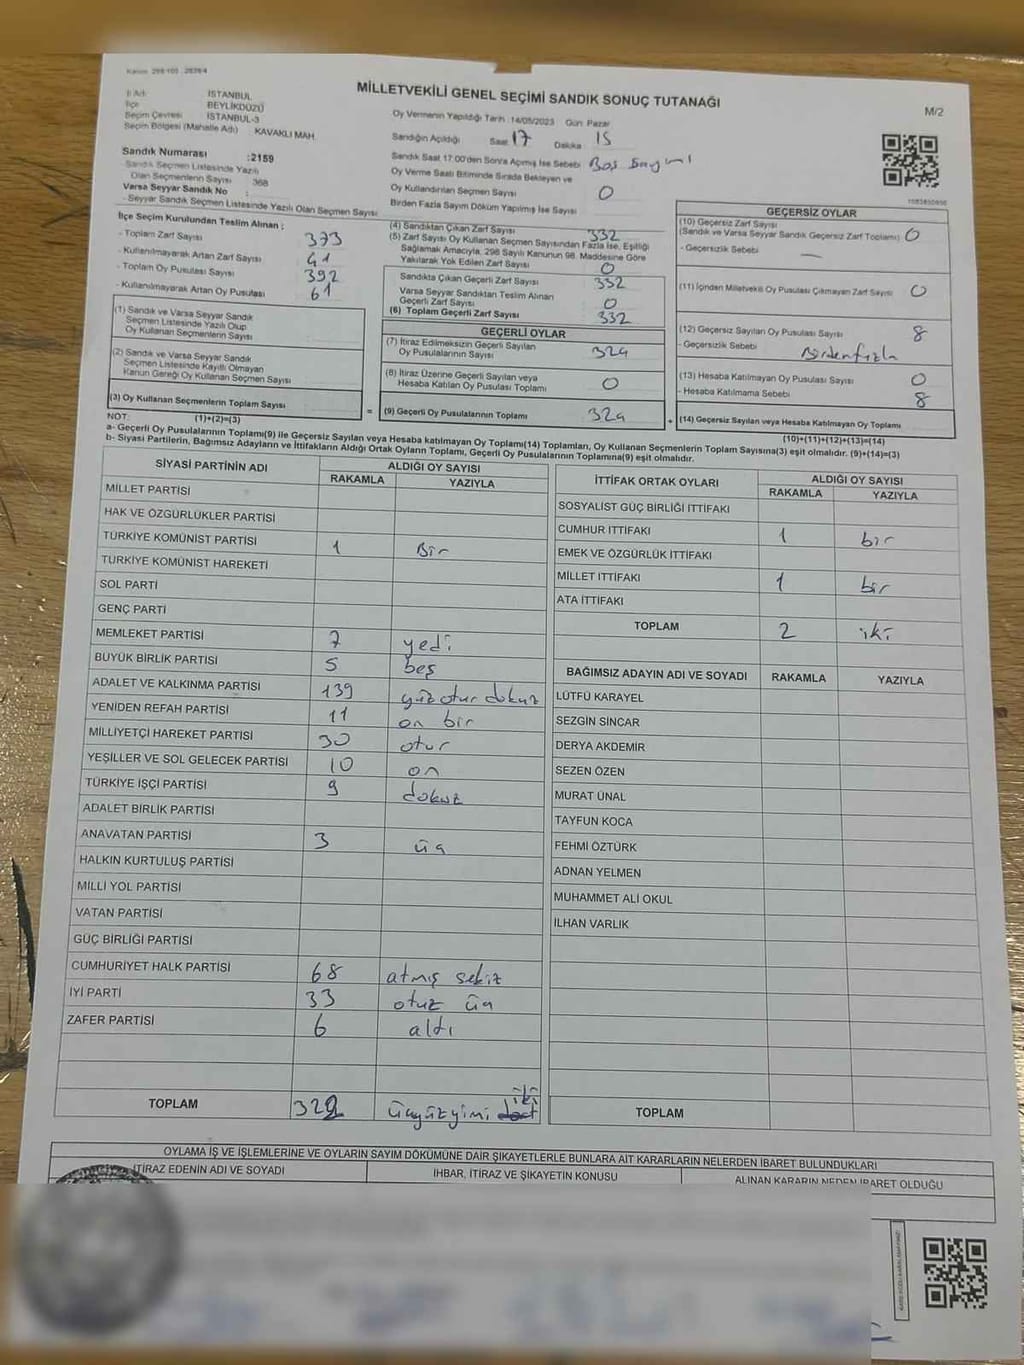 Kanun 298/105 - 2839/4
MİLLETVEKİLİ GENEL SEÇİMİ SANDIK SONUÇ TUTANAĞI
M/2
İl Adı İSTANBUL
İlçe BEYLİKDÜZÜ
Seçim Çevresi İSTANBUL-3
Seçim Bölgesi (Mahalle Adı) KAVAKLI MAH.
Oy Vermenin Yapıldığı Tarih :14/05/2023 Gün Pazar
Sandığın Açıldığı Saat 17 Dakika 15
Sandık Saat 17:00'den Sonra Açılmış İse Sebebi Boş Sayımı
Oy Verme Saati Bitiminde Sırada Bekleyen ve
Oy Kullandırılan Seçmen Sayısı 0
Birden Fazla Sayım Döküm Yapılmış İse Sayısı
Sandık Numarası :2159
Sandık Seçmen Listesinde Yazılı
Olan Seçmenlerin Sayısı 368
Varsa Seyyar Sandık No :
- Seyyar Sandık Seçmen Listesinde Yazılı Olan Seçmen Sayısı
İlçe Seçim Kurulundan Teslim Alınan ;
- Toplam Zarf Sayısı 373
- Kullanılmayarak Artan Zarf Sayısı 41
- Toplam Oy Pusulası Sayısı 392
- Kullanılmayarak Artan Oy Pusulası 61
(1) Sandık ve Varsa Seyyar Sandık
Seçmen Listesinde Yazılı Olup
Oy Kullanan Seçmenlerin Sayısı
(2) Sandık ve Varsa Seyyar Sandık
Seçmen Listesinde Kayıtlı Olmayan
Kanun Gereği Oy Kullanan Seçmen Sayısı
(3) Oy Kullanan Seçmenlerin Toplam Sayısı
(1)+(2)=(3)
(4) Sandıktan Çıkan Zarf Sayısı 332
(5) Zarf Sayısı Oy Kullanan Seçmen Sayısından Fazla İse, Eşitliği
Sağlamak Amacıyla, 298 Sayılı Kanunun 98. Maddesine Göre
Yakılarak Yok Edilen Zarf Sayısı 0
Sandıkta Çıkan Geçerli Zarf Sayısı 332
Varsa Seyyar Sandıktan Teslim Alınan
Geçerli Zarf Sayısı 0
(6) Toplam Geçerli Zarf Sayısı 332
GEÇERLİ OYLAR
(7) İtiraz Edilmeksizin Geçerli Sayılan
Oy Pusulalarının Sayısı 324
(8) İtiraz Üzerine Geçerli Sayılan veya
Hesaba Katılan Oy Pusulası Toplamı 0
= (9) Geçerli Oy Pusulalarının Toplamı 324
GEÇERSİZ OYLAR
(10) Geçersiz Zarf Sayısı
(Sandık ve Varsa Seyyar Sandık Geçersiz Zarf Toplamı) 0
- Geçersizlik Sebebi —
(11) İçinden Milletvekili Oy Pusulası Çıkmayan Zarf Sayısı 0
(12) Geçersiz Sayılan Oy Pusulası Sayısı 8
- Geçersizlik Sebebi Birden fazla
(13) Hesaba Katılmayan Oy Pusulası Sayısı 0
- Hesaba Katılmama Sebebi 8
+ (14) Geçersiz Sayılan veya Hesaba Katılmayan Oy Toplamı
(10)+(11)+(12)+(13)=(14)
NOT:
a- Geçerli Oy Pusulalarının Toplamı(9) ile Geçersiz Sayılan veya Hesaba katılmayan Oy Toplamı(14) Toplamları, Oy Kullanan Seçmenlerin Toplam Sayısına(3) eşit olmalıdır. (9)+(14)=(3)
b- Siyasi Partilerin, Bağımsız Adayların ve İttifakların Aldığı Ortak Oyların Toplamı, Geçerli Oy Pusulalarının Toplamına(9) eşit olmalıdır.
SİYASİ PARTİNİN ADI ALDIĞI OY SAYISI
RAKAMLA YAZIYLA
MİLLET PARTİSİ
HAK VE ÖZGÜRLÜKLER PARTİSİ
TÜRKİYE KOMÜNİST PARTİSİ 1 Bir
TÜRKİYE KOMÜNİST HAREKETİ
SOL PARTİ
GENÇ PARTİ
MEMLEKET PARTİSİ 7 yedi
BÜYÜK BİRLİK PARTİSİ 5 beş
ADALET VE KALKINMA PARTİSİ 139 yüz otuz dokuz
YENİDEN REFAH PARTİSİ 11 on bir
MİLLİYETÇİ HAREKET PARTİSİ 30 otuz
YEŞİLLER VE SOL GELECEK PARTİSİ 10 on
TÜRKİYE İŞÇİ PARTİSİ 9 dokuz
ADALET BİRLİK PARTİSİ
ANAVATAN PARTİSİ 3 üç
HALKIN KURTULUŞ PARTİSİ
MİLLİ YOL PARTİSİ
VATAN PARTİSİ
GÜÇ BİRLİĞİ PARTİSİ
CUMHURİYET HALK PARTİSİ 68 atmış sekiz
İYİ PARTİ 33 otuz üç
ZAFER PARTİSİ 6 altı
TOPLAM 322 üçyüzyirmi iki
İTTİFAK ORTAK OYLARI ALDIĞI OY SAYISI
RAKAMLA YAZIYLA
SOSYALİST GÜÇ BİRLİĞİ İTTİFAKI
CUMHUR İTTİFAKI 1 bir
EMEK VE ÖZGÜRLÜK İTTİFAKI
MİLLET İTTİFAKI 1 bir
ATA İTTİFAKI
TOPLAM 2 iki
BAĞIMSIZ ADAYIN ADI VE SOYADI RAKAMLA YAZIYLA
LÜTFÜ KARAYEL
SEZGİN SİNCAR
DERYA AKDEMİR
SEZEN ÖZEN
MURAT ÜNAL
TAYFUN KOCA
FEHMİ ÖZTÜRK
ADNAN YELMEN
MUHAMMET ALİ OKUL
İLHAN VARLIK
TOPLAM
OYLAMA İŞ VE İŞLEMLERİNE VE OYLARIN SAYIM DÖKÜMÜNE DAİR ŞİKAYETLERLE BUNLARA AİT KARARLARIN NELERDEN İBARET BULUNDUKLARI
İTİRAZ EDENİN ADI VE SOYADI İHBAR, İTİRAZ VE ŞİKAYETİN KONUSU ALINAN KARARIN NEDEN İBARET OLDUĞU